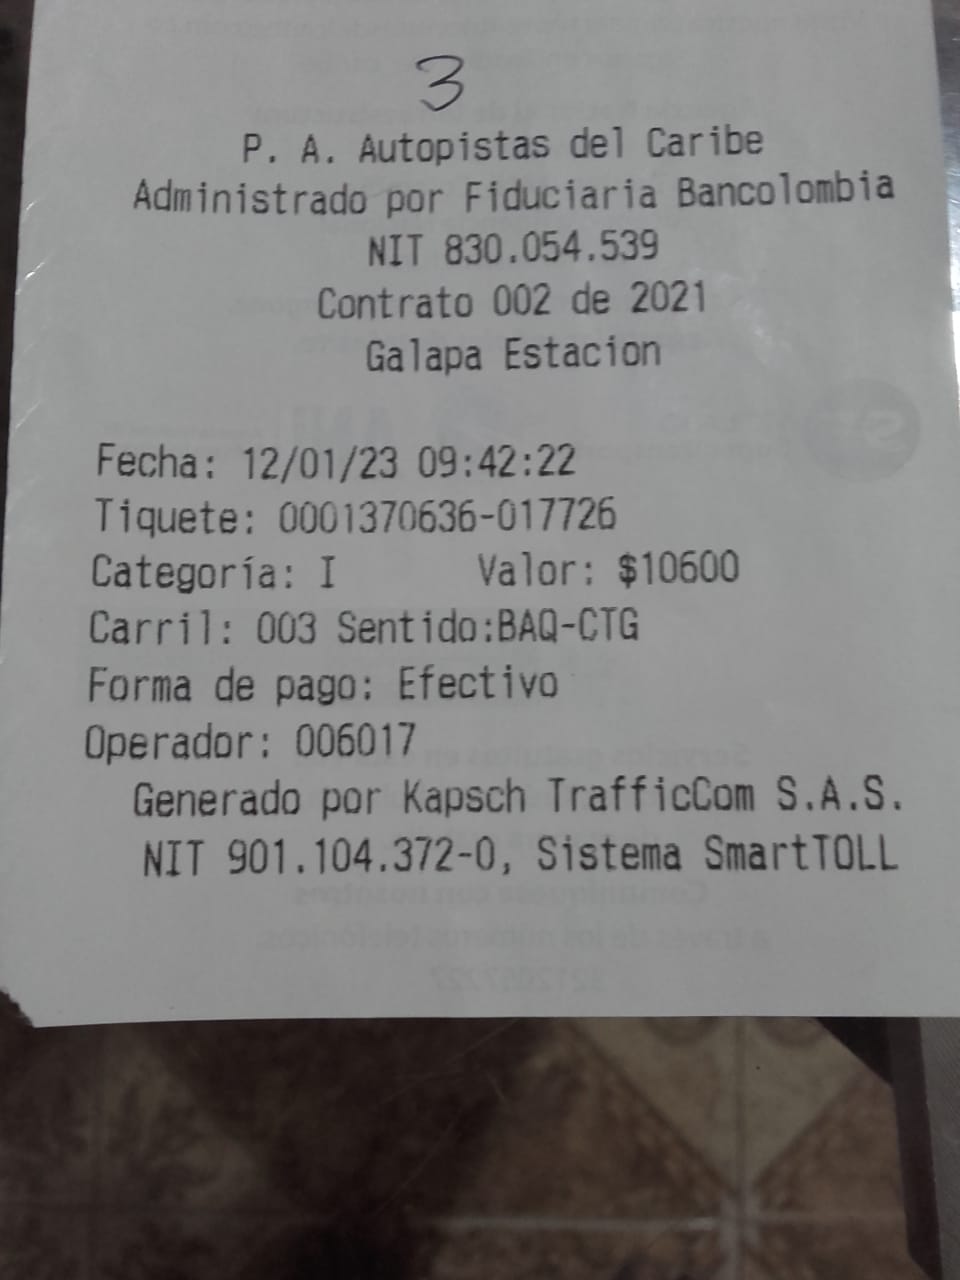 3
P. A. Autopistas del Caribe
Administrado por Fiduciaria Bancolombia
NIT 830.054.539
Contrato 002 de 2021
Galapa Estacion
Fecha: 12/01/23 09:42:22
Tiquete: 0001370636-017726
Categoría: I Valor: $10600
Carril: 003 Sentido:BAQ-CTG
Forma de pago: Efectivo
Operador: 006017
Generado por Kapsch TrafficCom S.A.S.
NIT 901.104.372-0, Sistema SmartTOLL